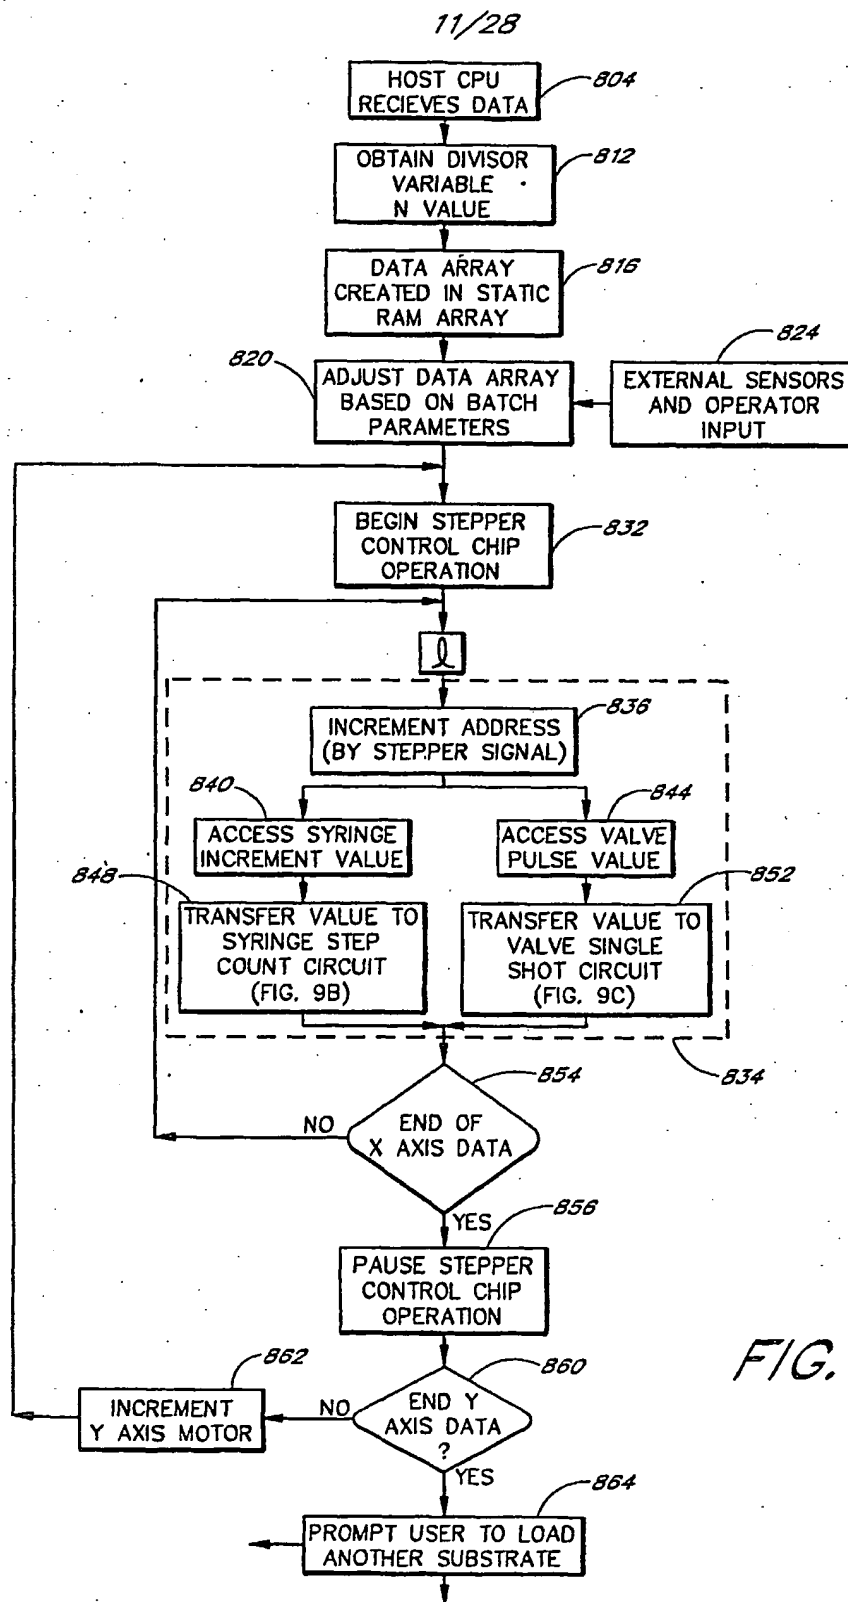 11/28
HOST CPU
RECIEVES DATA
804
OBTAIN DIVISOR
VARIABLE
N VALUE
812
DATA ARRAY
CREATED IN STATIC
RAM ARRAY
816
820
ADJUST DATA ARRAY
BASED ON BATCH
PARAMETERS
824
EXTERNAL SENSORS
AND OPERATOR
INPUT
BEGIN STEPPER
CONTROL CHIP
OPERATION
832
l
INCREMENT ADDRESS
(BY STEPPER SIGNAL)
836
840
ACCESS SYRINGE
INCREMENT VALUE
844
ACCESS VALVE
PULSE VALUE
848
TRANSFER VALUE TO
SYRINGE STEP
COUNT CIRCUIT
(FIG. 9B)
852
TRANSFER VALUE TO
VALVE SINGLE
SHOT CIRCUIT
(FIG. 9C)
834
854
END OF
X AXIS DATA
NO
YES
856
PAUSE STEPPER
CONTROL CHIP
OPERATION
FIG.
860
END Y
AXIS DATA
?
NO
862
INCREMENT
Y AXIS MOTOR
YES
864
PROMPT USER TO LOAD
ANOTHER SUBSTRATE